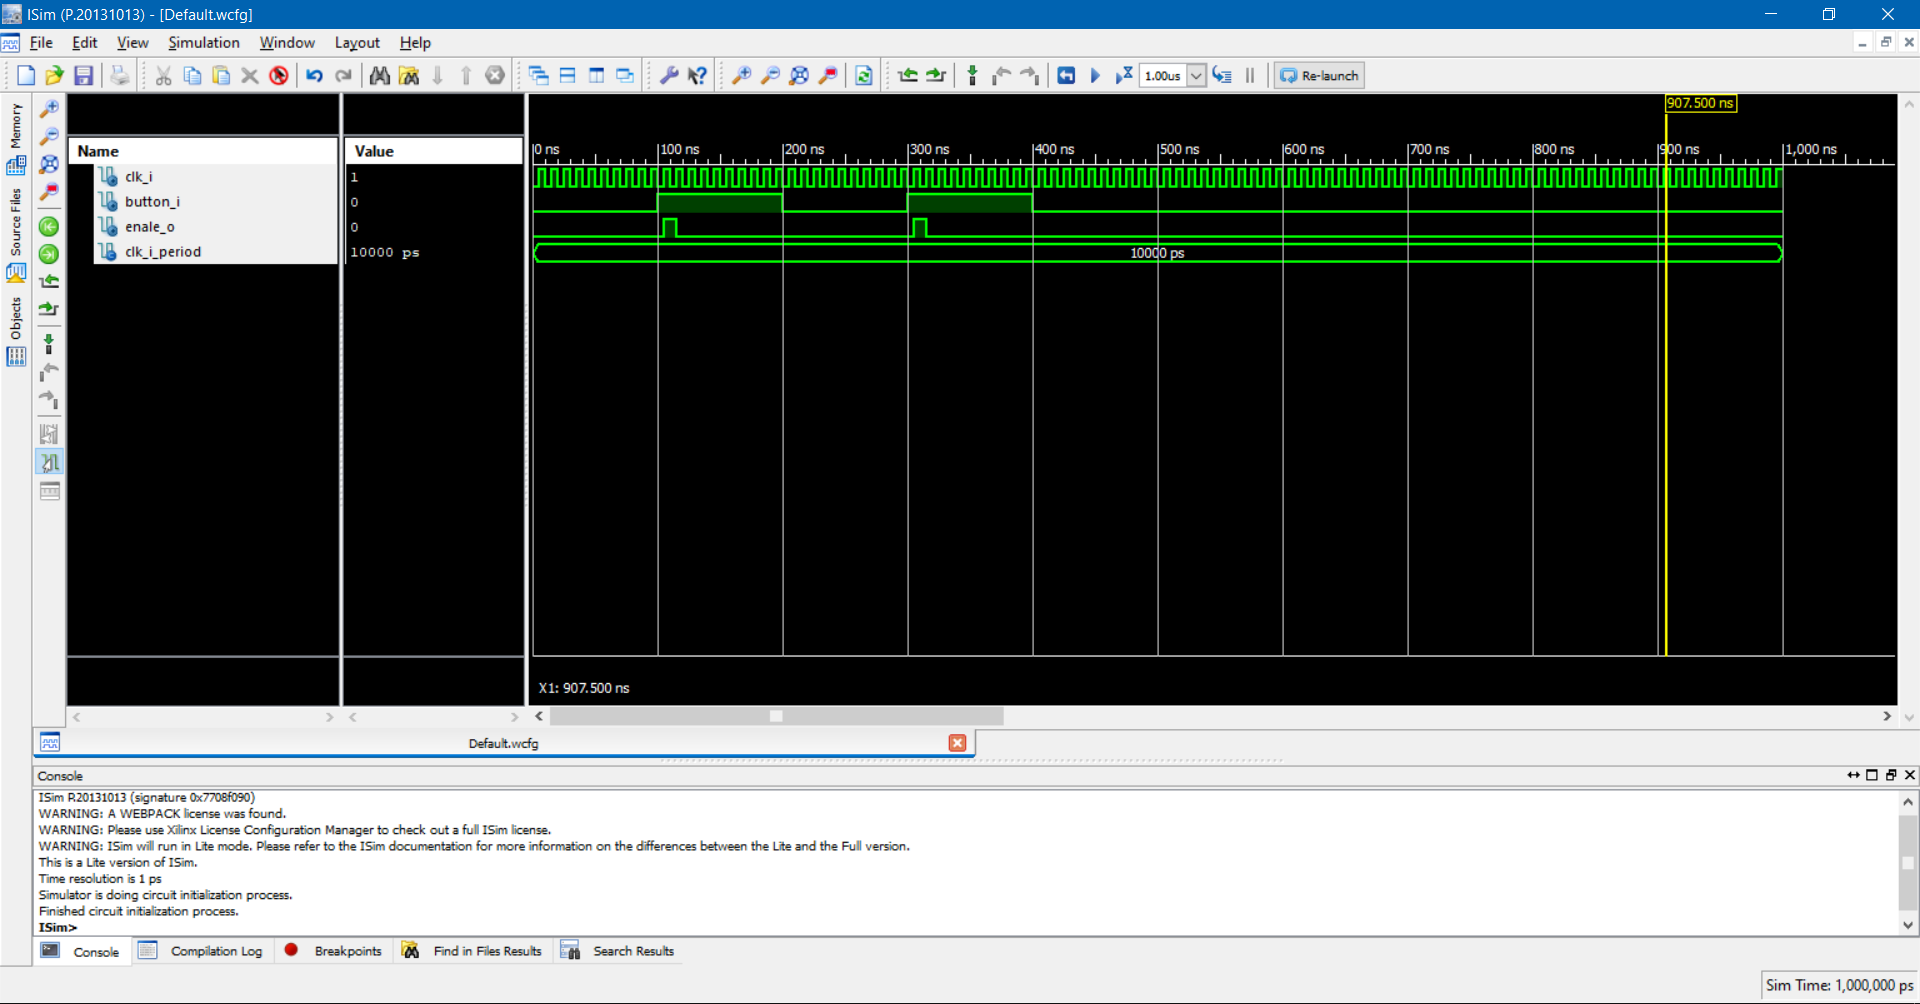 ISim (P.20131013) - [Default.wcfg]
File Edit View Simulation Window Layout Help
1.00us Re-launch
Memory
Source Files
Objects
907.500 ns
Name Value
0 ns 100 ns 200 ns 300 ns 400 ns 500 ns 600 ns 700 ns 800 ns 900 ns 1,000 ns
clk_i 1
button_i 0
enale_o 0
clk_i_period 10000 ps 10000 ps
X1: 907.500 ns
Default.wcfg
Console
ISim P.20131013 (signature 0x7708f090)
WARNING: A WEBPACK license was found.
WARNING: Please use Xilinx License Configuration Manager to check out a full ISim license.
WARNING: ISim will run in Lite mode. Please refer to the ISim documentation for more information on the differences between the Lite and the Full version.
This is a Lite version of ISim.
Time resolution is 1 ps
Simulator is doing circuit initialization process.
Finished circuit initialization process.
ISim>
Console Compilation Log Breakpoints Find in Files Results Search Results
Sim Time: 1,000,000 ps